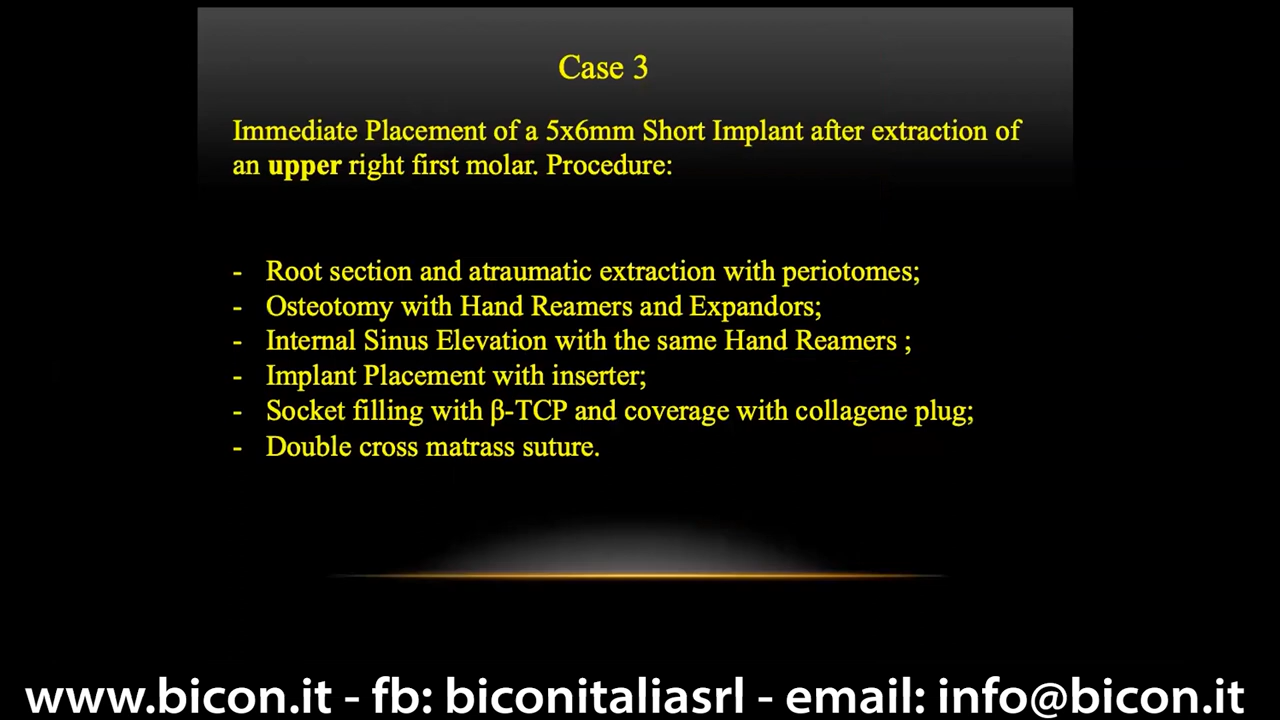 Case 3
Immediate Placement of a 5x6mm Short Implant after extraction of
an upper right first molar. Procedure:
- Root section and atraumatic extraction with periotomes;
- Osteotomy with Hand Reamers and Expandors;
- Internal Sinus Elevation with the same Hand Reamers ;
- Implant Placement with inserter;
- Socket filling with β-TCP and coverage with collagene plug;
- Double cross matrass suture.
www.bicon.it - fb: biconitaliasrl - email: info@bicon.it